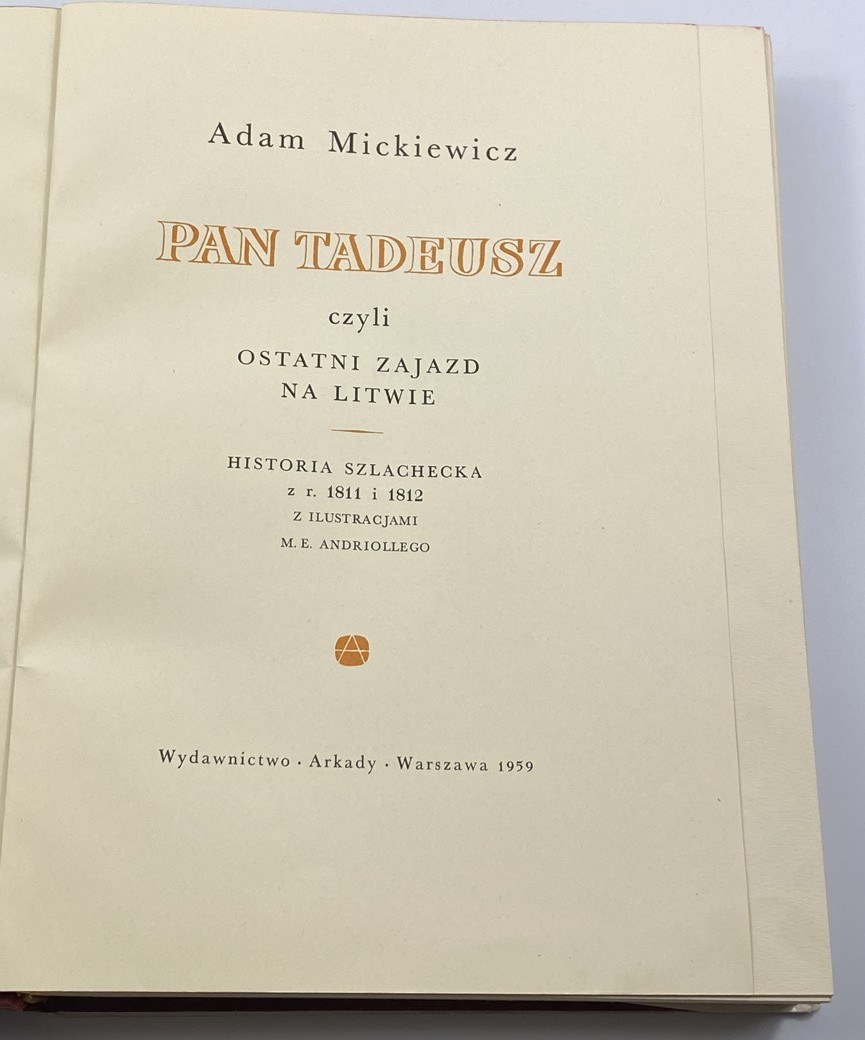 Adam Mickiewicz
PAN TADEUSZ
czyli
OSTATNI ZAJAZD
NA LITWIE
HISTORIA SZLACHECKA
z r. 1811 i 1812
Z ILUSTRACJAMI
M. E. ANDRIOLLEGO
A
Wydawnictwo · Arkady · Warszawa 1959